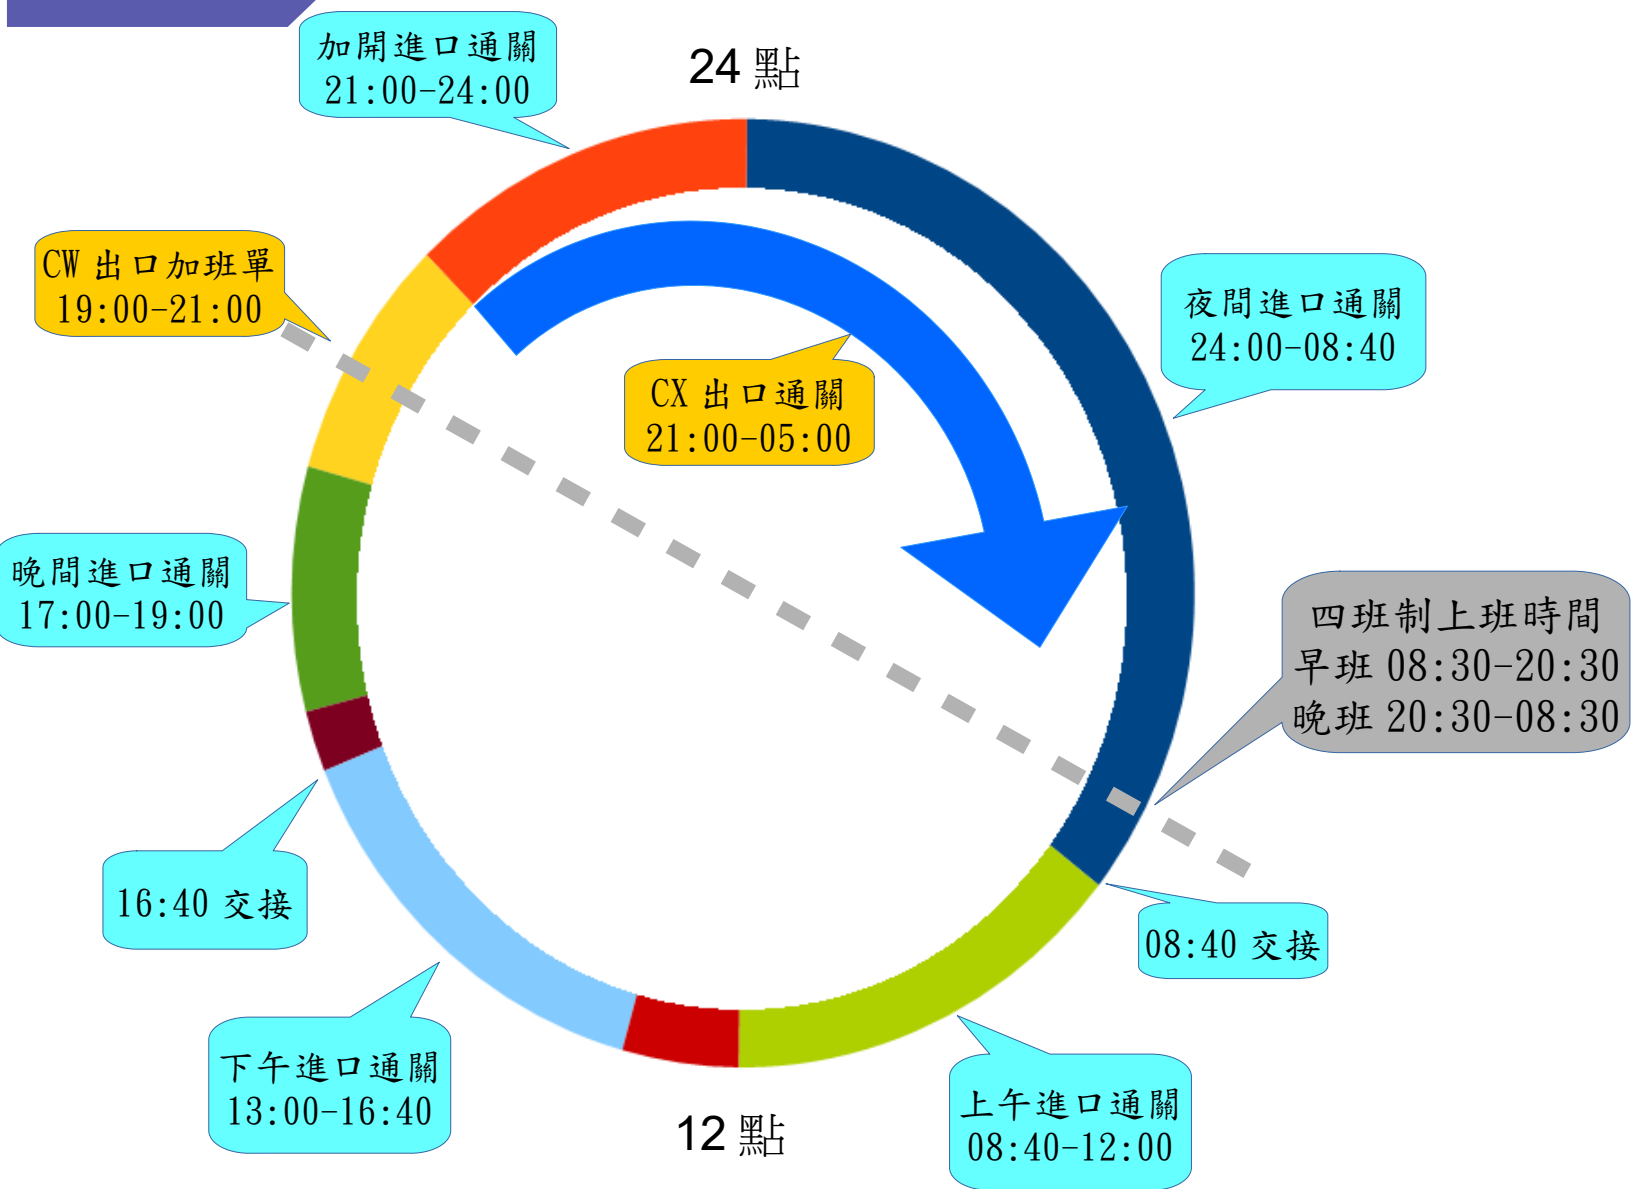 加開進口通關
21:00-24:00
24 點
CW 出口加班單
19:00-21:00
夜間進口通關
24:00-08:40
CX 出口通關
21:00-05:00
晚間進口通關
17:00-19:00
四班制上班時間
早班 08:30-20:30
晚班 20:30-08:30
16:40 交接
08:40 交接
下午進口通關
13:00-16:40
12 點
上午進口通關
08:40-12:00